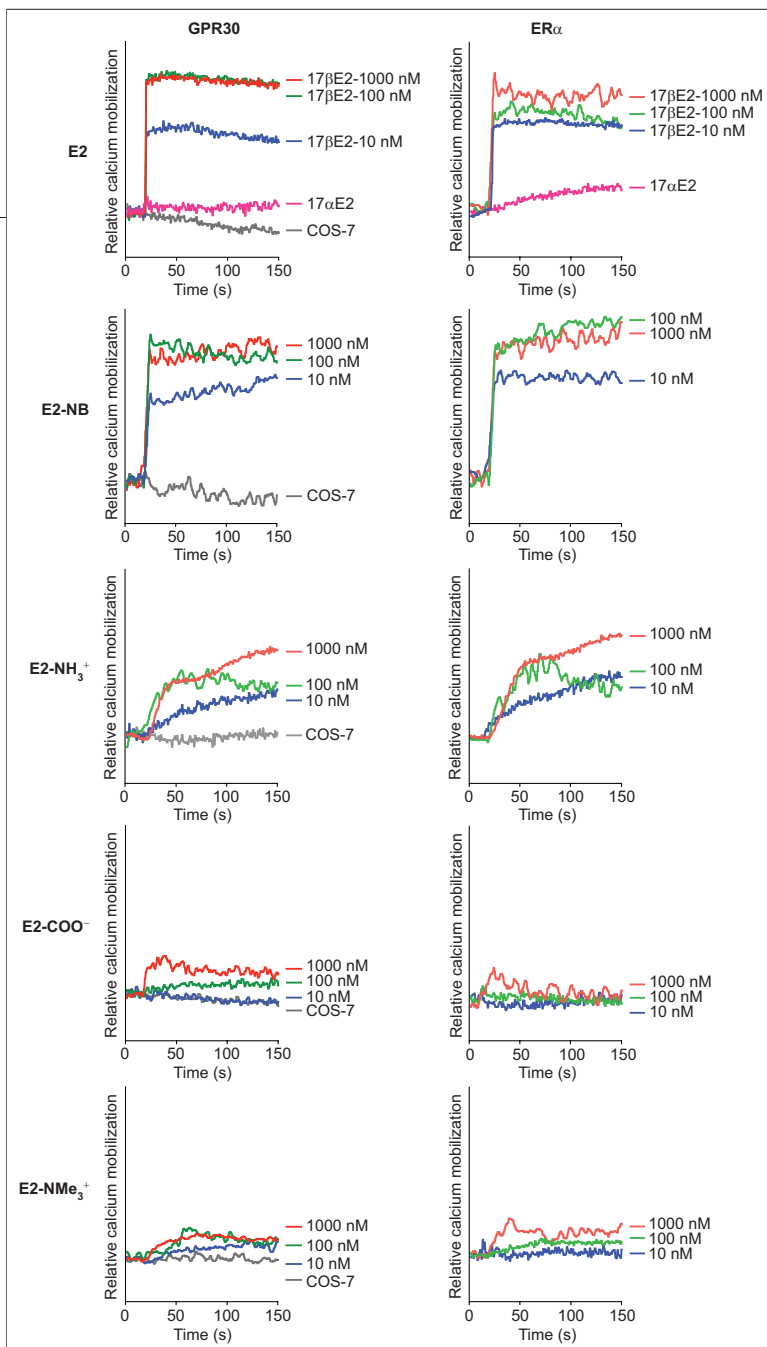 GPR30
ERα
E2
Relative calcium mobilization
17βE2-1000 nM
17βE2-100 nM
17βE2-10 nM
17αE2
COS-7
0 50 100 150
Time (s)
Relative calcium mobilization
17βE2-1000 nM
17βE2-100 nM
17βE2-10 nM
17αE2
0 50 100 150
Time (s)
E2-NB
Relative calcium mobilization
1000 nM
100 nM
10 nM
COS-7
0 50 100 150
Time (s)
Relative calcium mobilization
100 nM
1000 nM
10 nM
0 50 100 150
Time (s)
E2-NH₃⁺
Relative calcium mobilization
1000 nM
100 nM
10 nM
COS-7
0 50 100 150
Time (s)
Relative calcium mobilization
1000 nM
100 nM
10 nM
0 50 100 150
Time (s)
E2-COO⁻
Relative calcium mobilization
1000 nM
100 nM
10 nM
COS-7
0 50 100 150
Time (s)
Relative calcium mobilization
1000 nM
100 nM
10 nM
0 50 100 150
Time (s)
E2-NMe₃⁺
Relative calcium mobilization
1000 nM
100 nM
10 nM
COS-7
0 50 100 150
Time (s)
Relative calcium mobilization
1000 nM
100 nM
10 nM
0 50 100 150
Time (s)